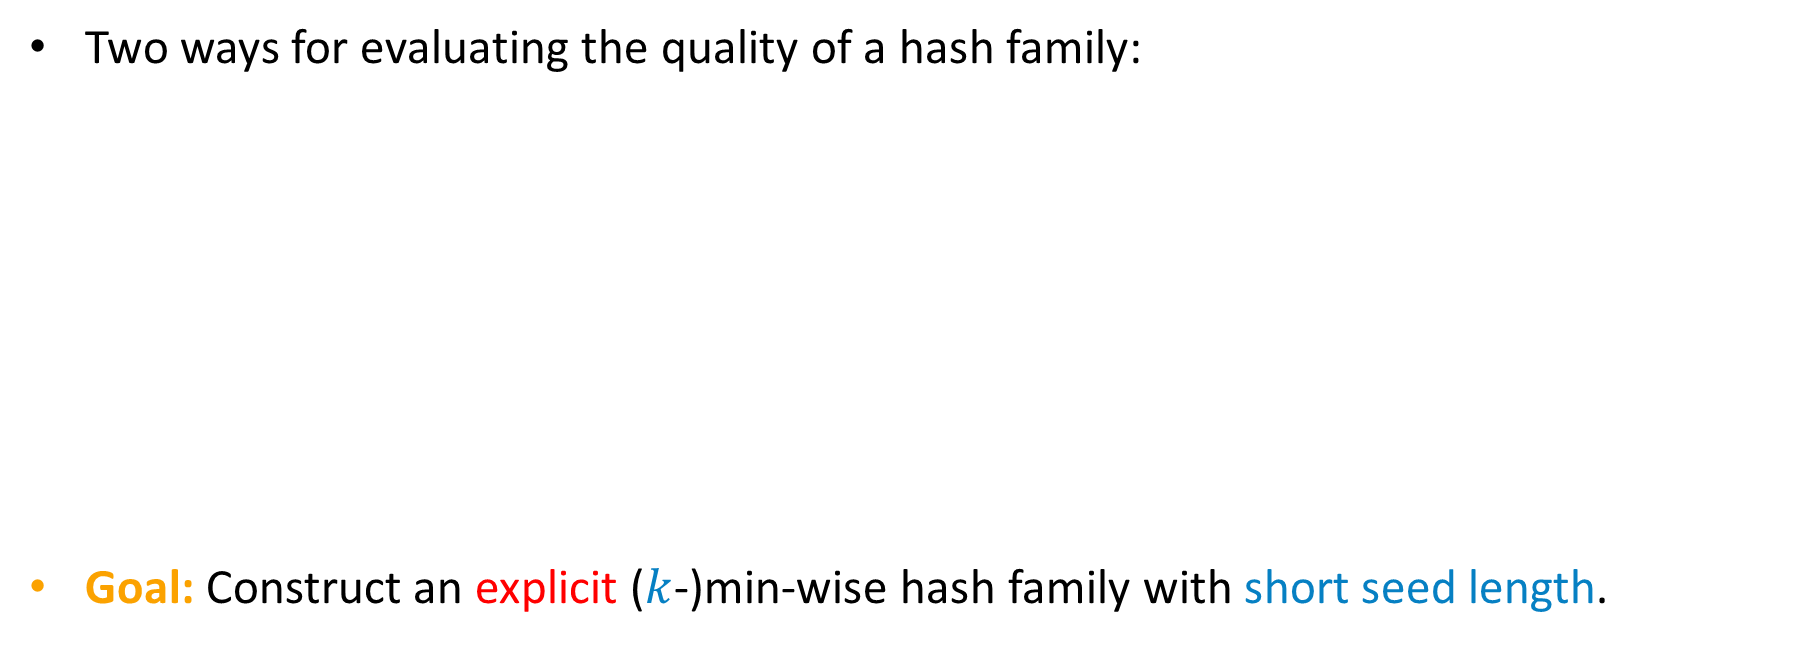 • Two ways for evaluating the quality of a hash family:
• Goal: Construct an explicit (k-)min-wise hash family with short seed length.